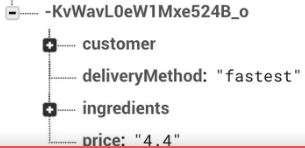 -KvWavL0eW1Mxe524B_o
customer
deliveryMethod: "fastest"
ingredients
price: "4.4"